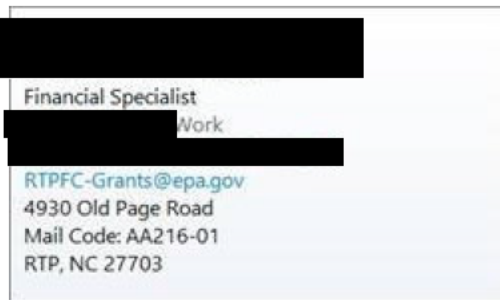 Financial Specialist
Work
RTPFC-Grants@epa.gov
4930 Old Page Road
Mail Code: AA216-01
RTP, NC 27703